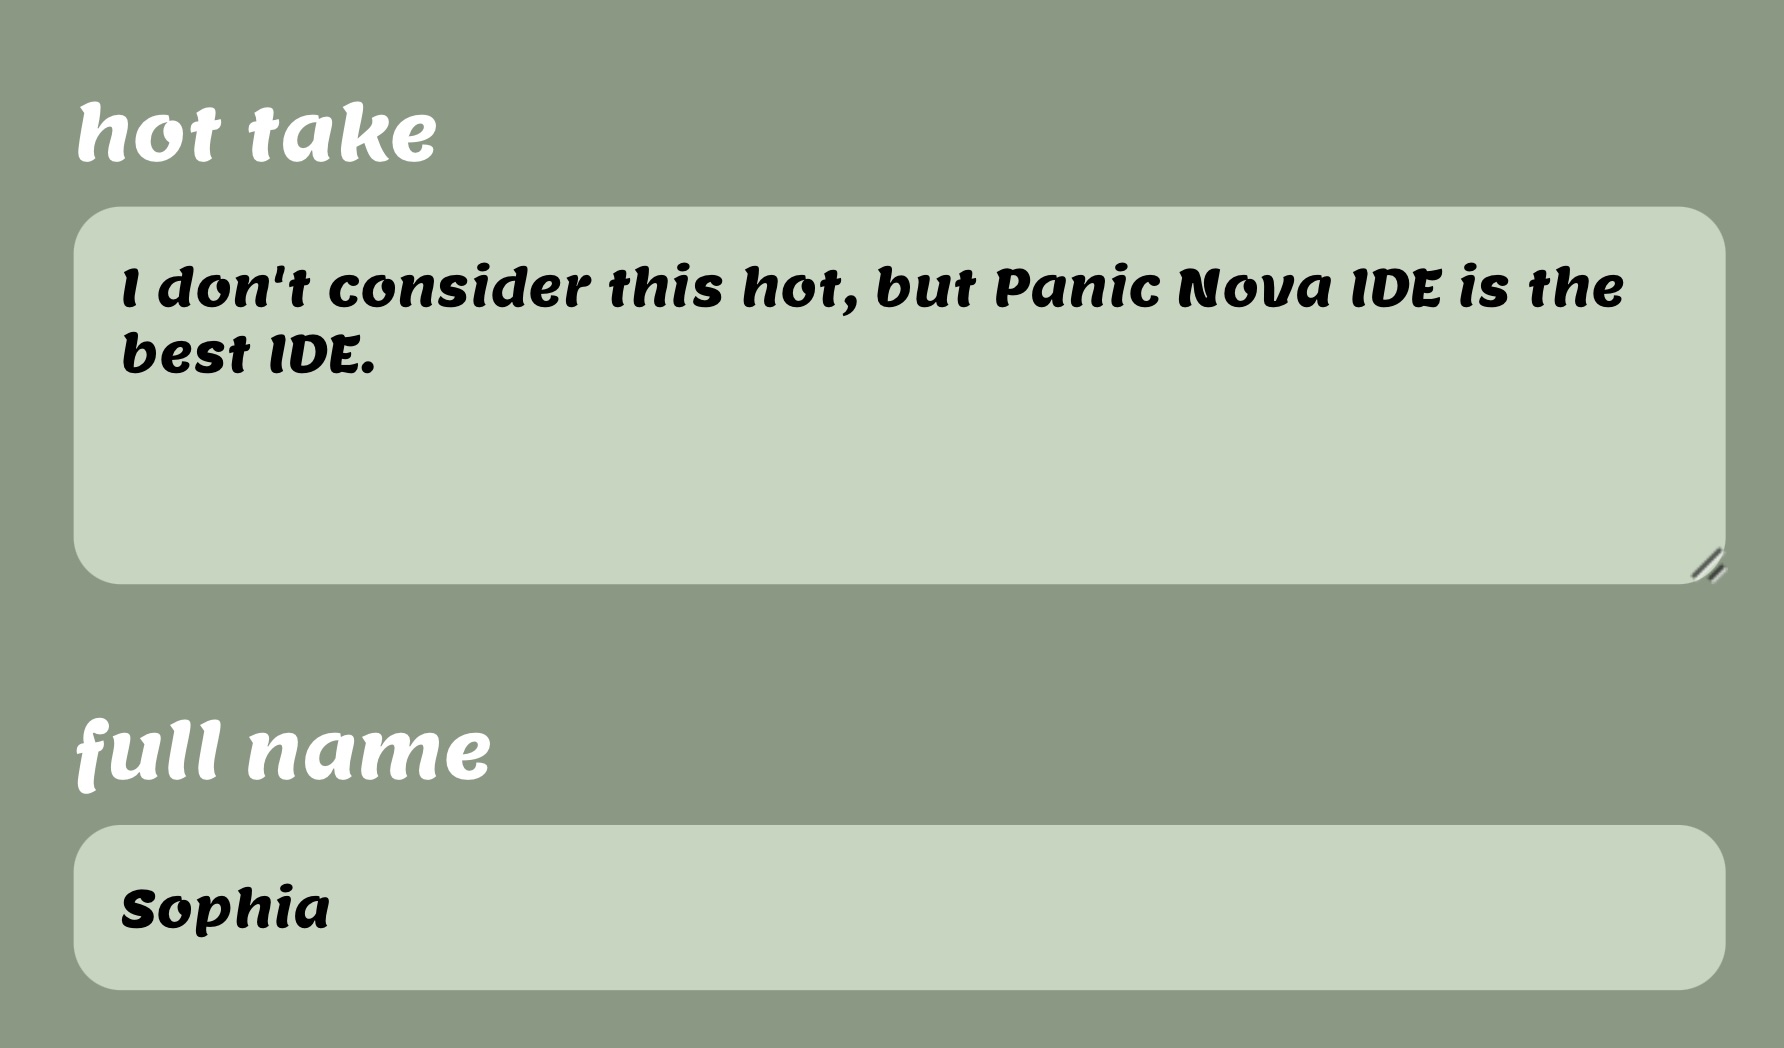 hot take
I don't consider this hot, but Panic Nova IDE is the
best IDE.
full name
Sophia